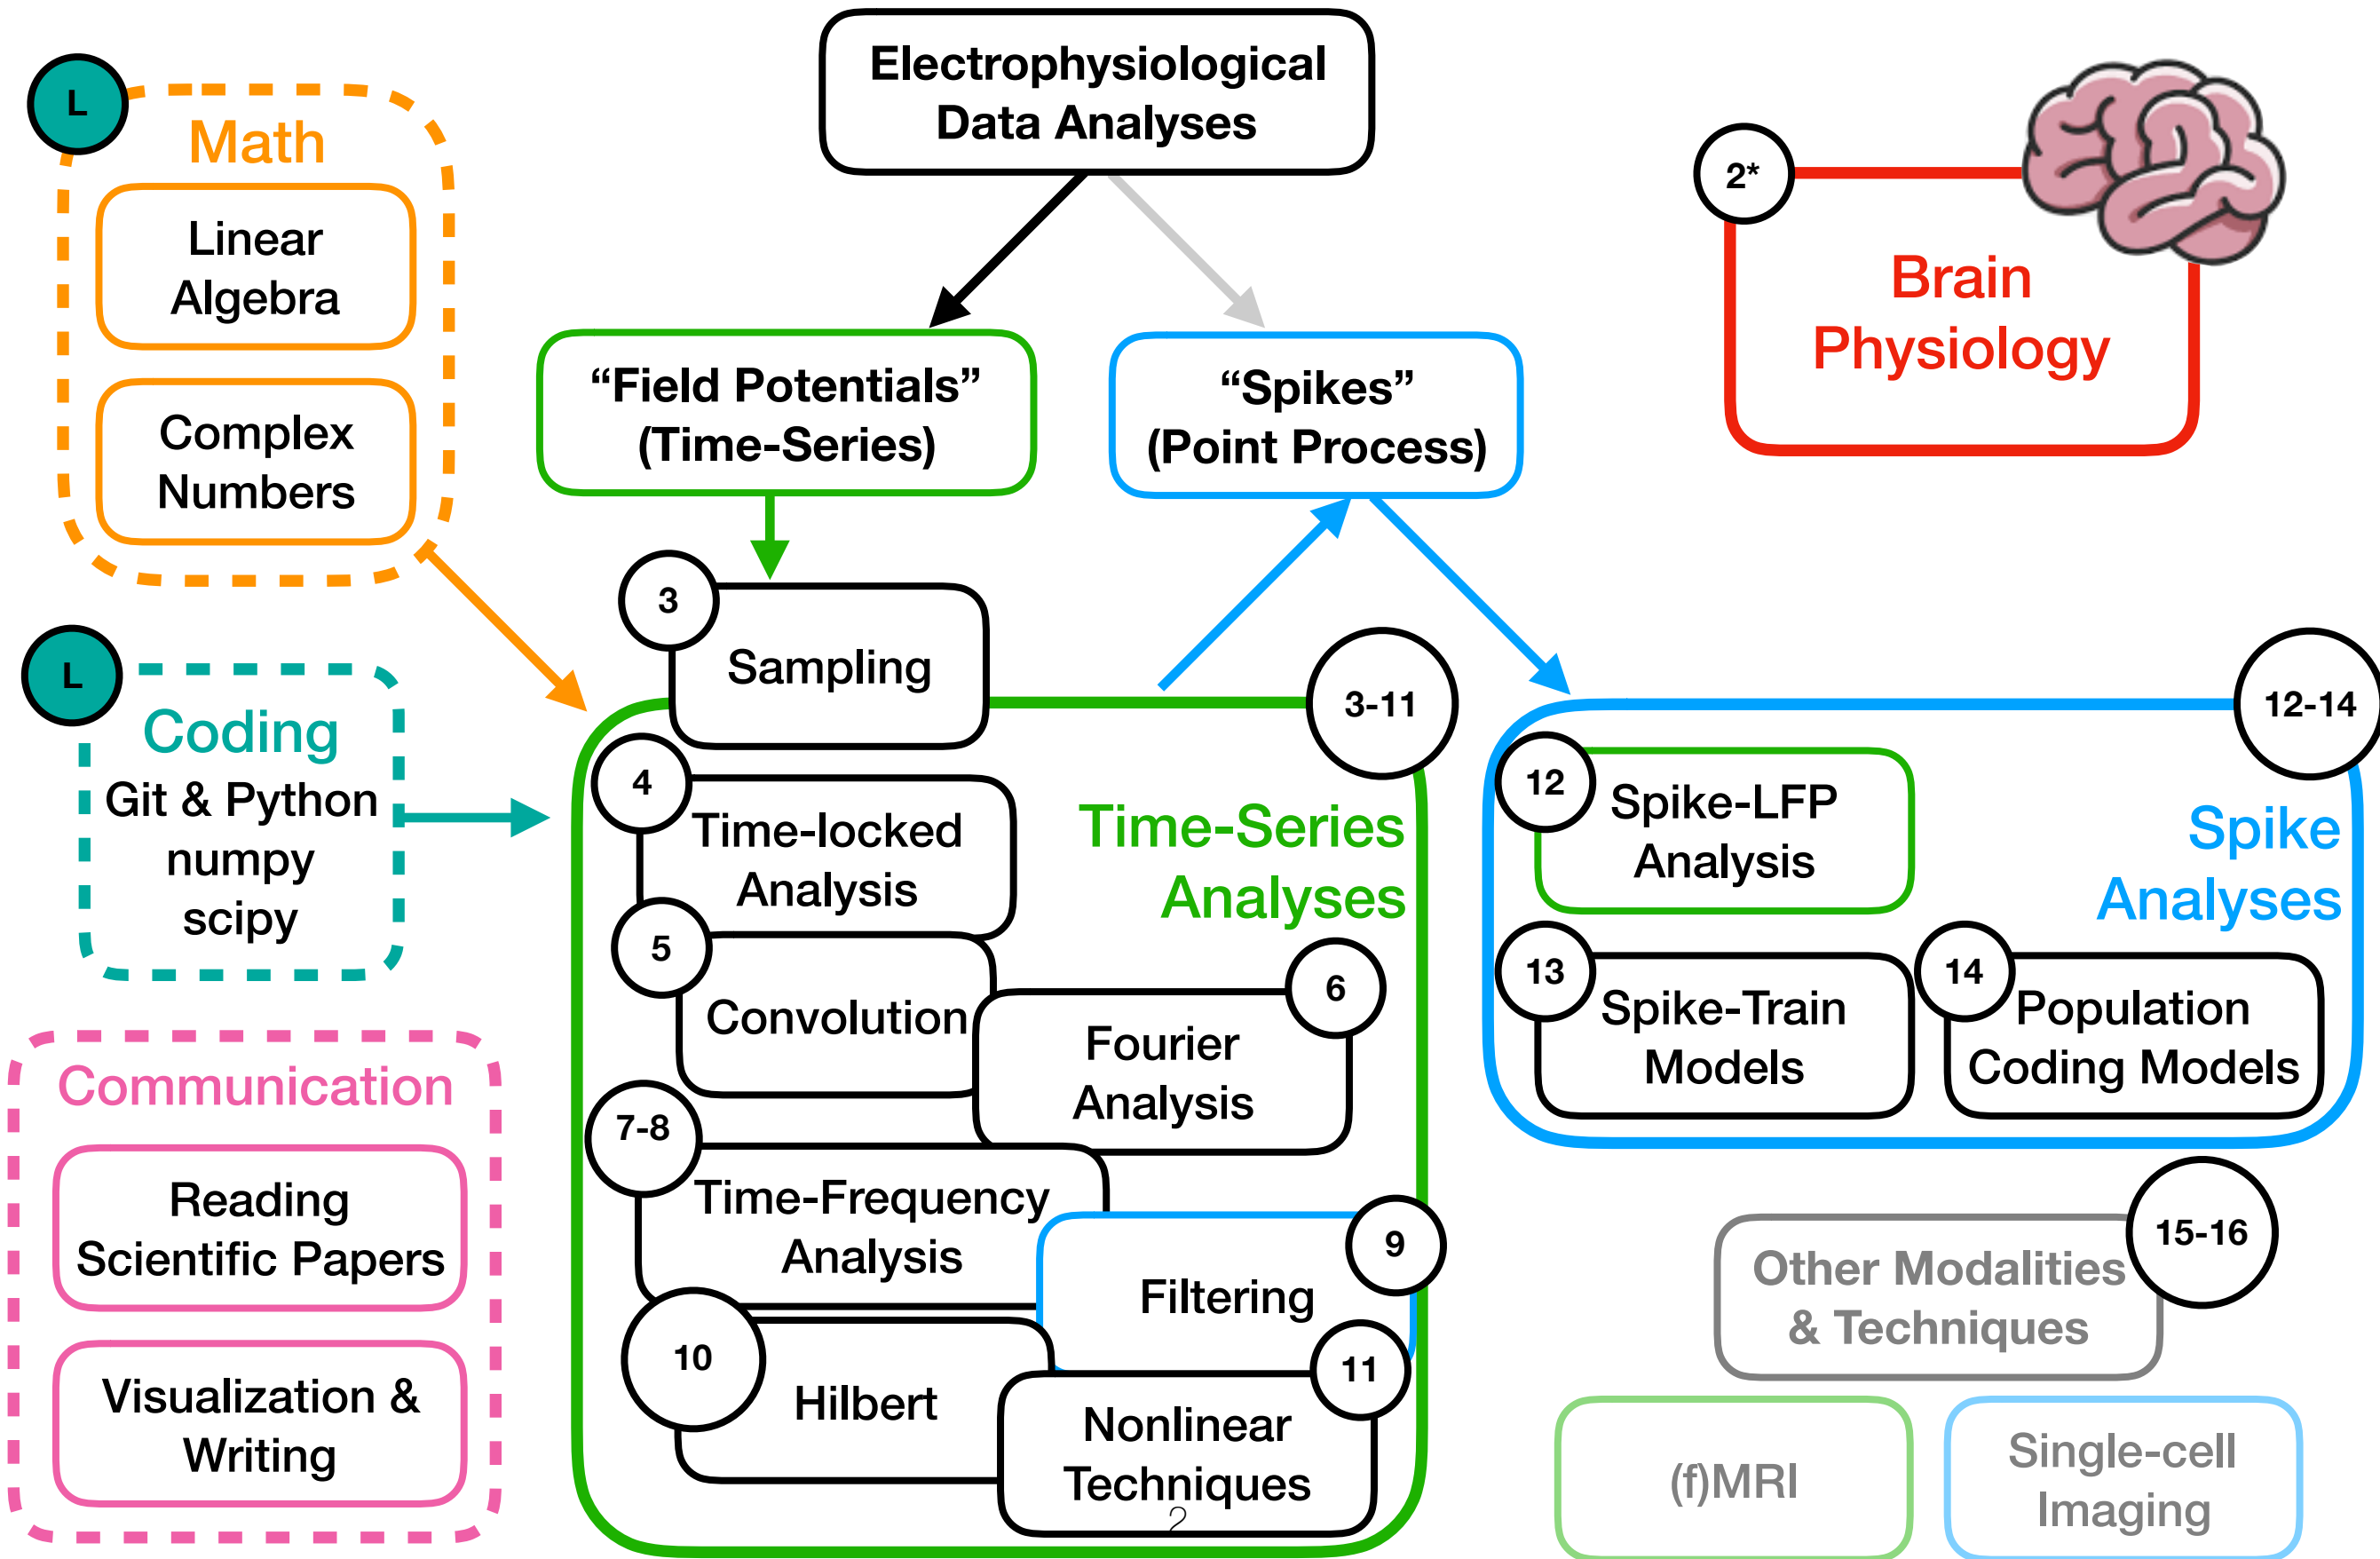 Electrophysiological
Data Analyses
L
Math
Linear
Algebra
Complex
Numbers
2*
Brain
Physiology
“Field Potentials”
(Time-Series)
“Spikes”
(Point Process)
L
Coding
Git & Python
numpy
scipy
3
Sampling
3-11
Time-Series
Analyses
4
Time-locked
Analysis
5
Convolution
6
Fourier
Analysis
7-8
Time-Frequency
Analysis
9
Filtering
10
Hilbert
11
Nonlinear
Techniques
2
12-14
Spike
Analyses
12
Spike-LFP
Analysis
13
Spike-Train
Models
14
Population
Coding Models
Communication
Reading
Scientific Papers
Visualization &
Writing
15-16
Other Modalities
& Techniques
(f)MRI
Single-cell
Imaging